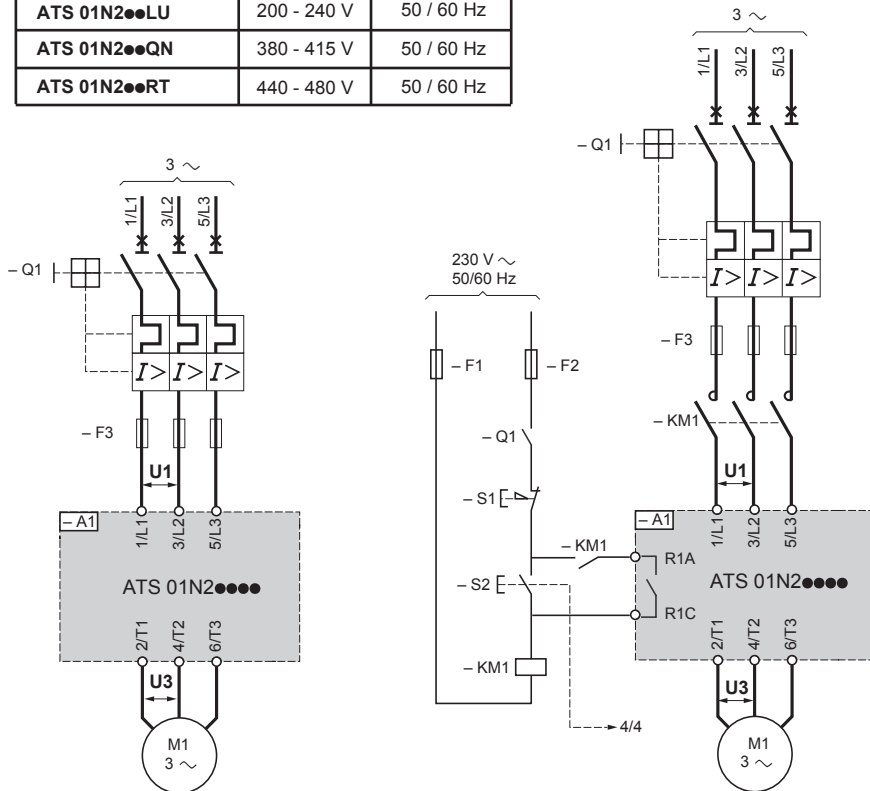 ATS 01N2●●LU 200 - 240 V 50 / 60 Hz
ATS 01N2●●QN 380 - 415 V 50 / 60 Hz
ATS 01N2●●RT 440 - 480 V 50 / 60 Hz
3 ~
1/L1 3/L2 5/L3
– Q1
I> I> I>
– F3
U1
– A1
1/L1 3/L2 5/L3
ATS 01N2●●●●
2/T1 4/T2 6/T3
U3
M1
3 ~
230 V ~
50/60 Hz
– F1
– F2
– Q1
– S1
– KM1
– S2
– KM1
4/4
3 ~
1/L1 3/L2 5/L3
– Q1
I> I> I>
– F3
– KM1
U1
– A1
1/L1 3/L2 5/L3
R1A
ATS 01N2●●●●
R1C
2/T1 4/T2 6/T3
U3
M1
3 ~